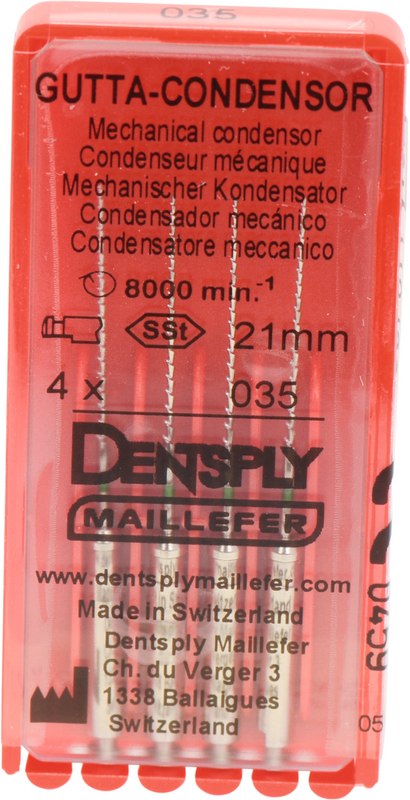 035
GUTTA-CONDENSOR
Mechanical condensor
Condenseur mécanique
Mechanischer Kondensator
Condensador mecánico
Condensatore meccanico
8000 min.-1
SSt 21mm
4 x 035
DENTSPLY
MAILLEFER
www.dentsplymaillefer.com
Made in Switzerland
Dentsply Maillefer
Ch. du Verger 3
1338 Ballaigues
Switzerland
0459
05